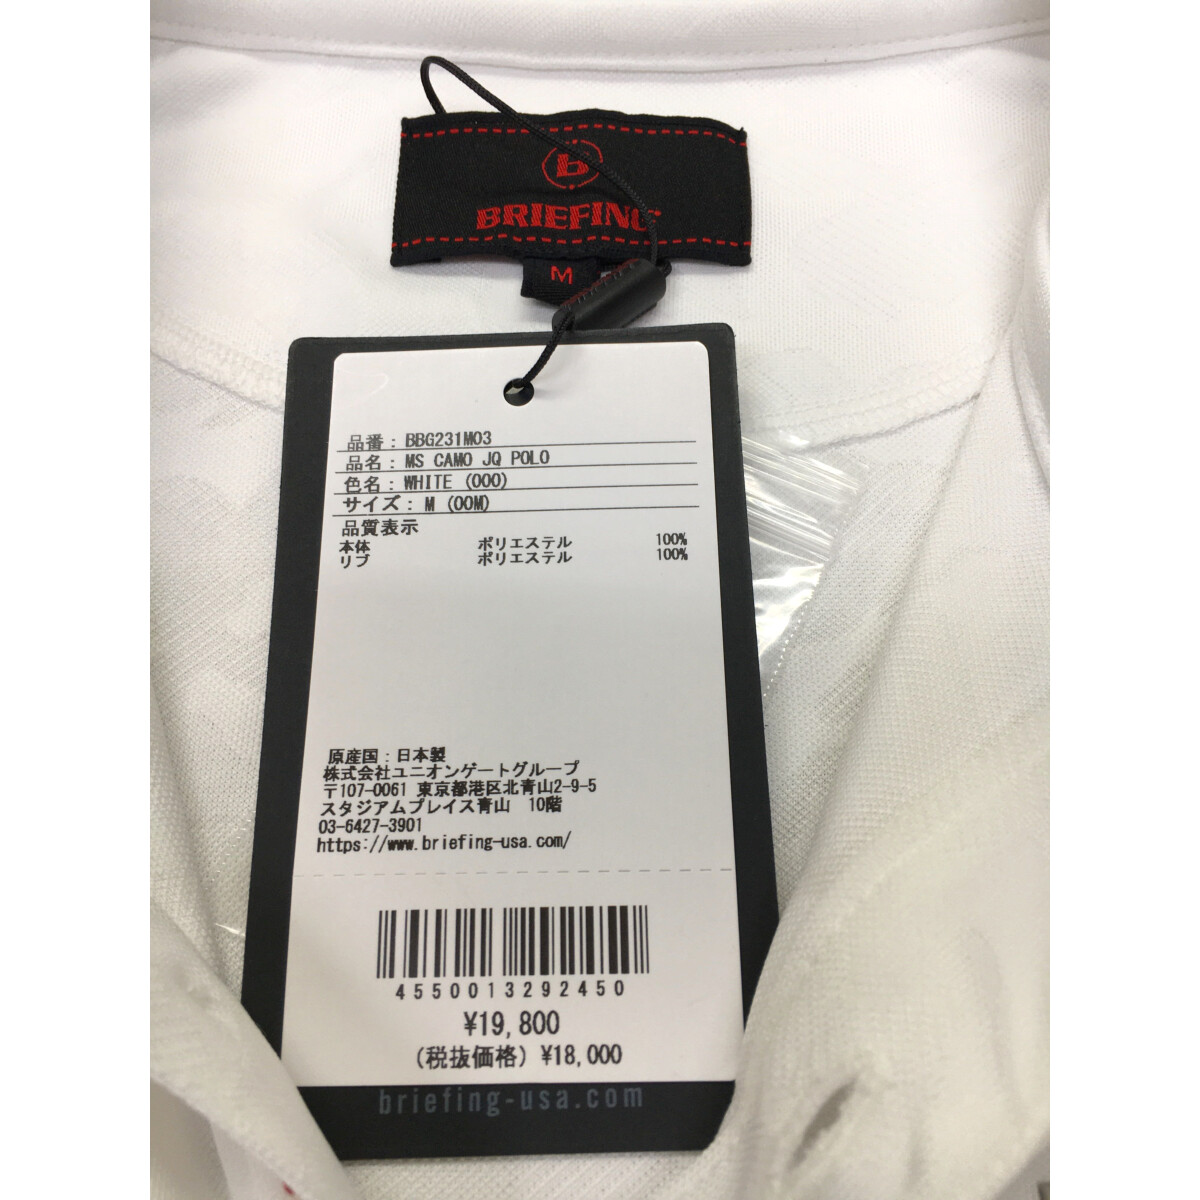 b
BRIEFING
M
品番: BBG231M03
品名: MS CAMO JQ POLO
色名: WHITE (000)
サイズ: M (00M)
品質表示
本体 ポリエステル 100%
リブ ポリエステル 100%
原産国:日本製
株式会社ユニオンゲートグループ
〒107-0061 東京都港区北青山2-9-5
スタジアムプレイス青山 10階
03-6427-3901
https://www.briefing-usa.com/
4550013292450
¥19,800
(税抜価格) ¥18,000
briefing-usa.com